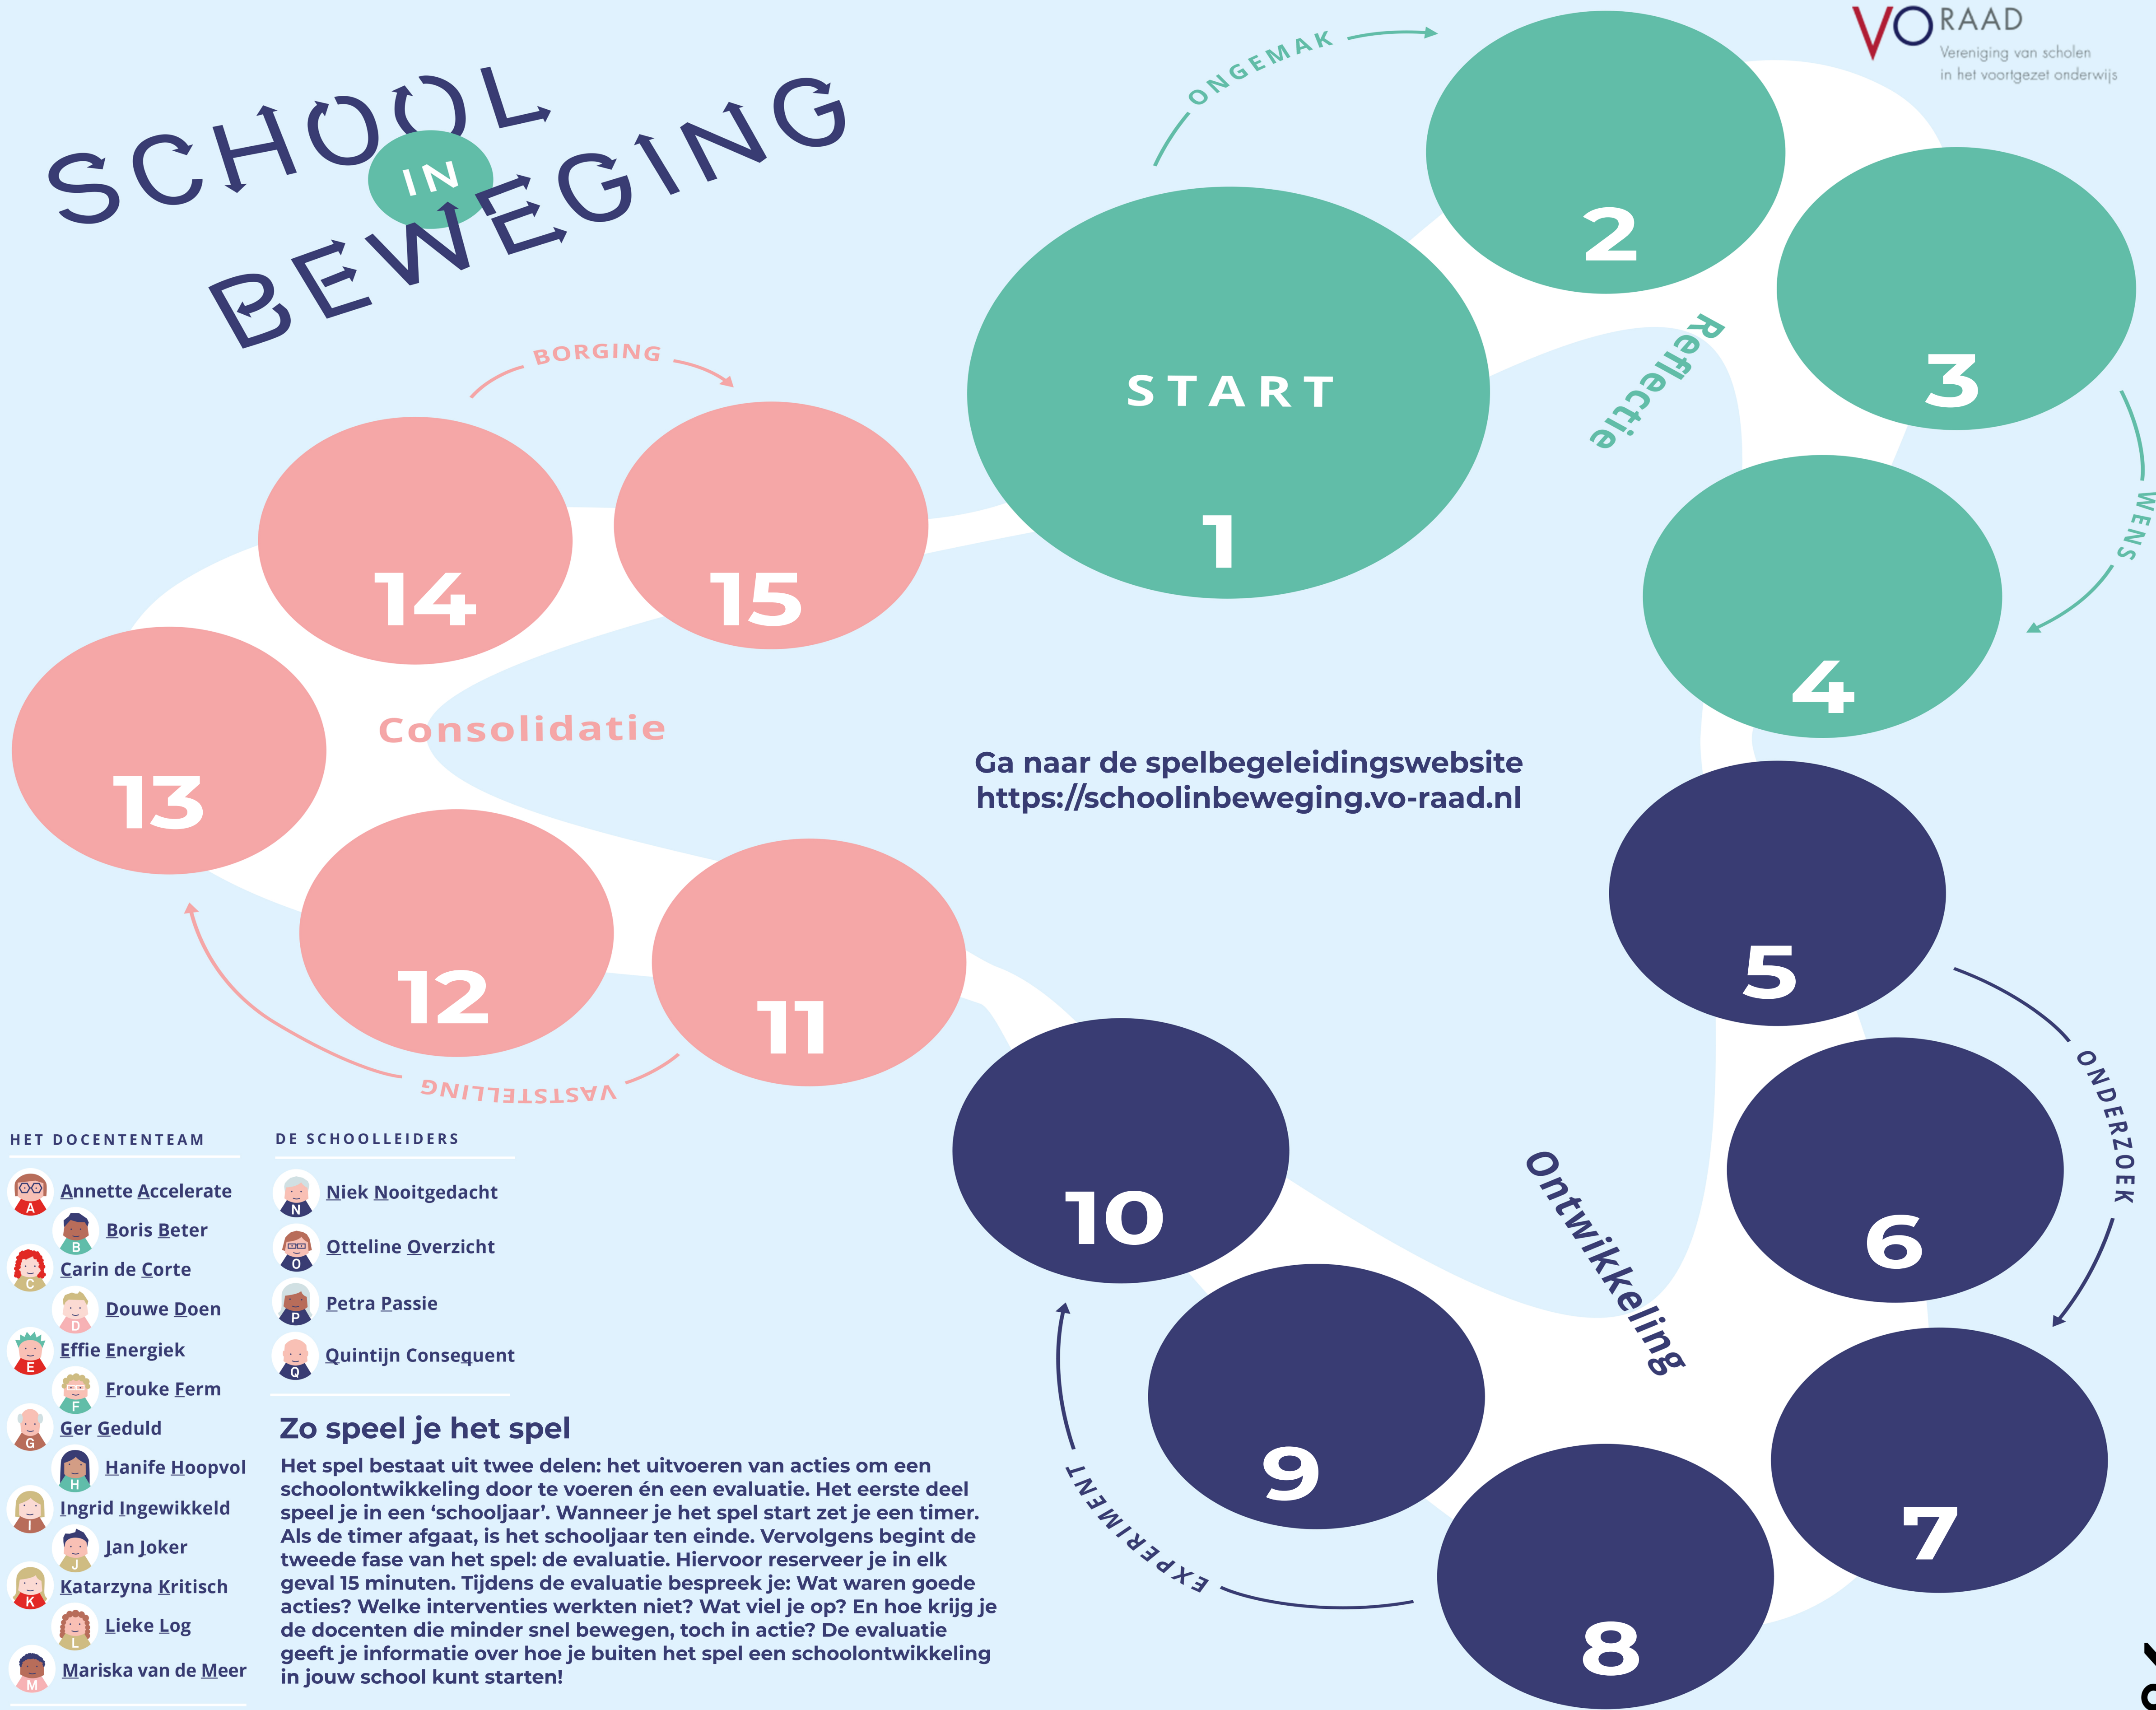 SCHOOL
IN
BEWEGING
VO RAAD
Vereniging van scholen
in het voortgezet onderwijs
ONGEMAK
START
1
2
3
Reflectie
WENS
4
5
ONDERZOEK
6
7
Ontwikkeling
8
EXPERIMENT
9
10
11
VASTSTELLING
12
13
Consolidatie
14
BORGING
15
Ga naar de spelbegeleidingswebsite
https://schoolinbeweging.vo-raad.nl
HET DOCENTENTEAM
A Annette Accelerate
B Boris Beter
C Carin de Corte
D Douwe Doen
E Effie Energiek
F Frouke Ferm
G Ger Geduld
H Hanife Hoopvol
I Ingrid Ingewikkeld
J Jan Joker
K Katarzyna Kritisch
L Lieke Log
M Mariska van de Meer
DE SCHOOLLEIDERS
N Niek Nooitgedacht
O Otteline Overzicht
P Petra Passie
Q Quintijn Consequent
Zo speel je het spel
Het spel bestaat uit twee delen: het uitvoeren van acties om een
schoolontwikkeling door te voeren én een evaluatie. Het eerste deel
speel je in een ‘schooljaar’. Wanneer je het spel start zet je een timer.
Als de timer afgaat, is het schooljaar ten einde. Vervolgens begint de
tweede fase van het spel: de evaluatie. Hiervoor reserveer je in elk
geval 15 minuten. Tijdens de evaluatie bespreek je: Wat waren goede
acties? Welke interventies werkten niet? Wat viel je op? En hoe krijg je
de docenten die minder snel bewegen, toch in actie? De evaluatie
geeft je informatie over hoe je buiten het spel een schoolontwikkeling
in jouw school kunt starten!